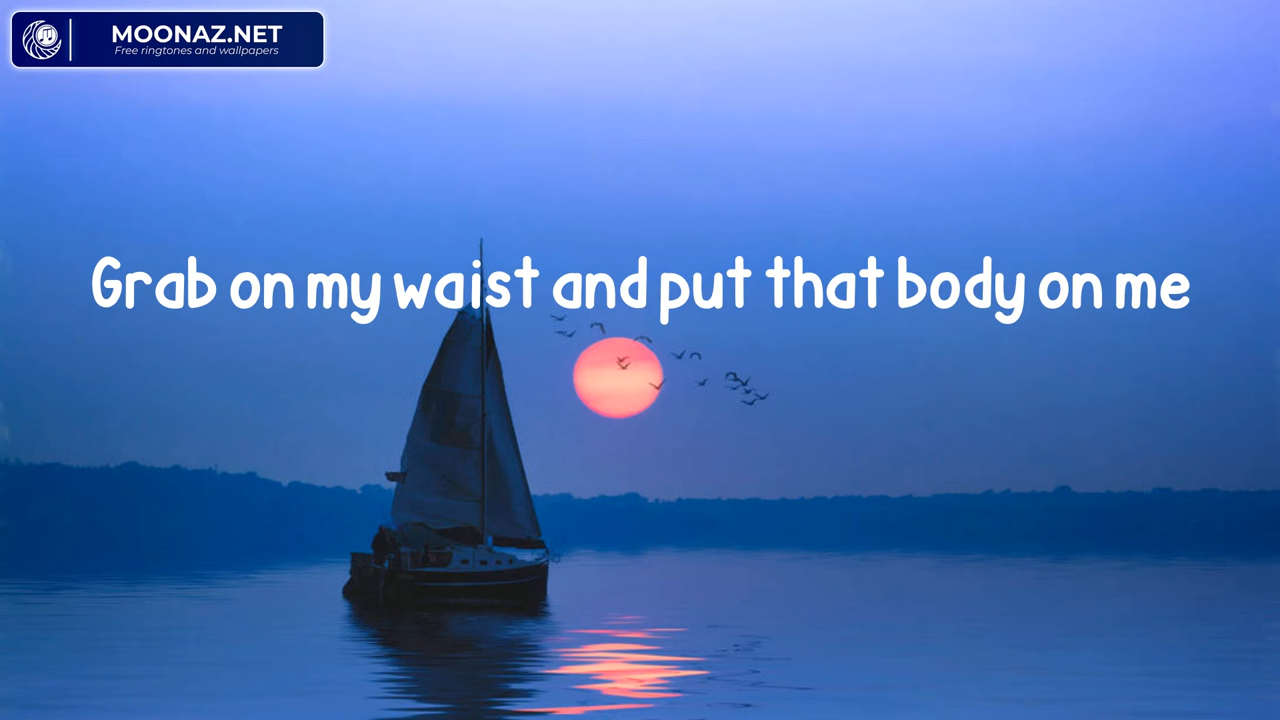 MOONAZ.NET
Free ringtones and wallpapers
Grab on my waist and put that body on me